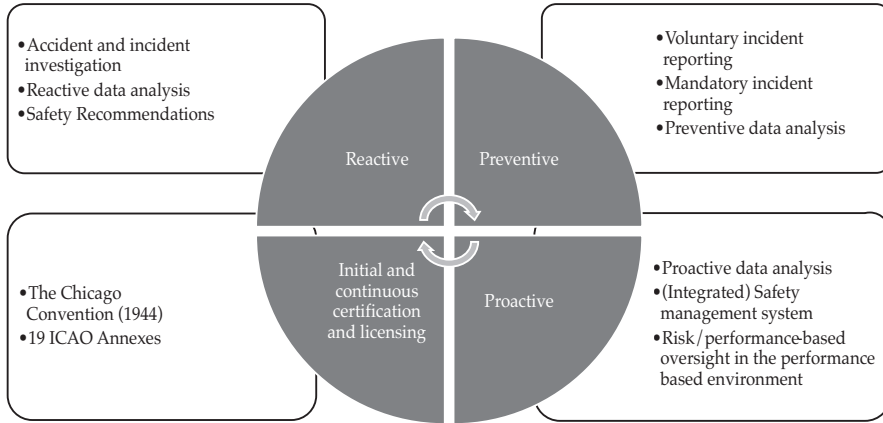 •Accident and incident
investigation
•Reactive data analysis
•Safety Recommendations
Reactive
Preventive
•Voluntary incident
reporting
•Mandatory incident
reporting
•Preventive data analysis
•The Chicago
Convention (1944)
•19 ICAO Annexes
Initial and
continuous
certification
and licensing
Proactive
•Proactive data analysis
•(Integrated) Safety
management system
•Risk/performance-based
oversight in the performance
based environment